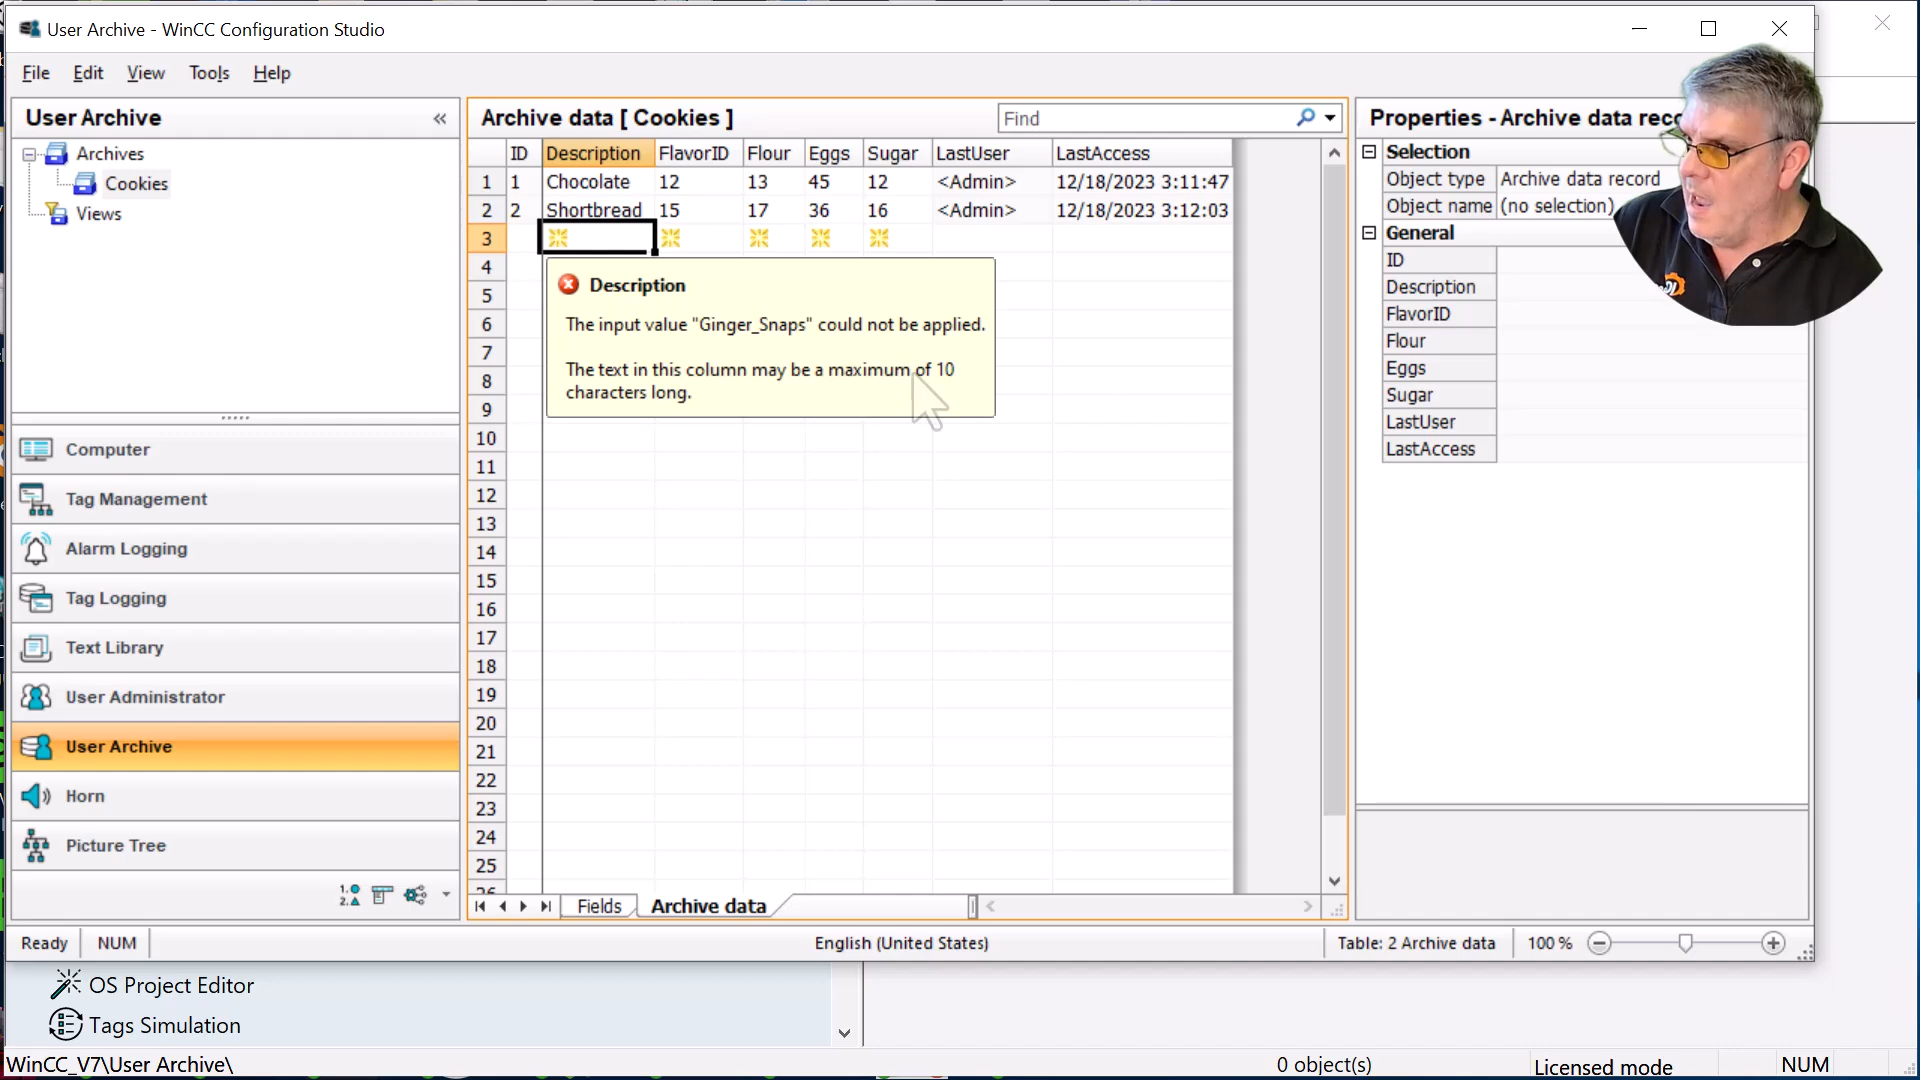 User Archive - WinCC Configuration Studio
File Edit View Tools Help
User Archive «
Archives
Cookies
Views
Computer
Tag Management
Alarm Logging
Tag Logging
Text Library
User Administrator
User Archive
Horn
Picture Tree
Archive data [ Cookies ]
Find
ID Description FlavorID Flour Eggs Sugar LastUser LastAccess
1 1 Chocolate 12 13 45 12 <Admin> 12/18/2023 3:11:47
2 2 Shortbread 15 17 36 16 <Admin> 12/18/2023 3:12:03
3
4
5
6
7
8
9
10
11
12
13
14
15
16
17
18
19
20
21
22
23
24
25
26
Description
The input value "Ginger_Snaps" could not be applied.
The text in this column may be a maximum of 10
characters long.
Fields Archive data
Properties - Archive data reco
Selection
Object type Archive data record
Object name (no selection)
General
ID
Description
FlavorID
Flour
Eggs
Sugar
LastUser
LastAccess
Ready NUM English (United States) Table: 2 Archive data 100 %
OS Project Editor
Tags Simulation
WinCC_V7\User Archive\ 0 object(s) Licensed mode NUM